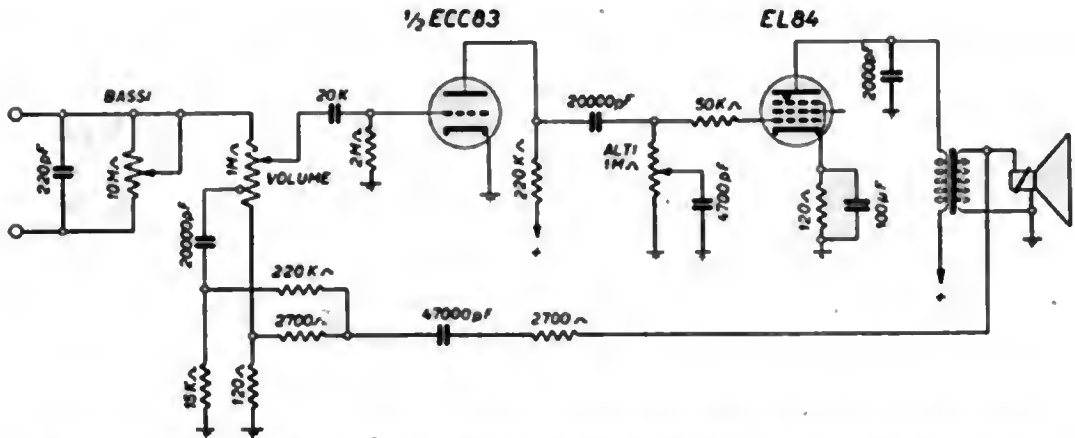 ½ ECC83
EL84
BASSI
220pF
10MΩ
1MΩ
VOLUME
20K
2MΩ
20000pF
220KΩ
+
20000pF
50KΩ
ALTI
1MΩ
4700pF
120Ω
100μF
2000pF
+
220KΩ
2700Ω
47000pF
2700Ω
120Ω